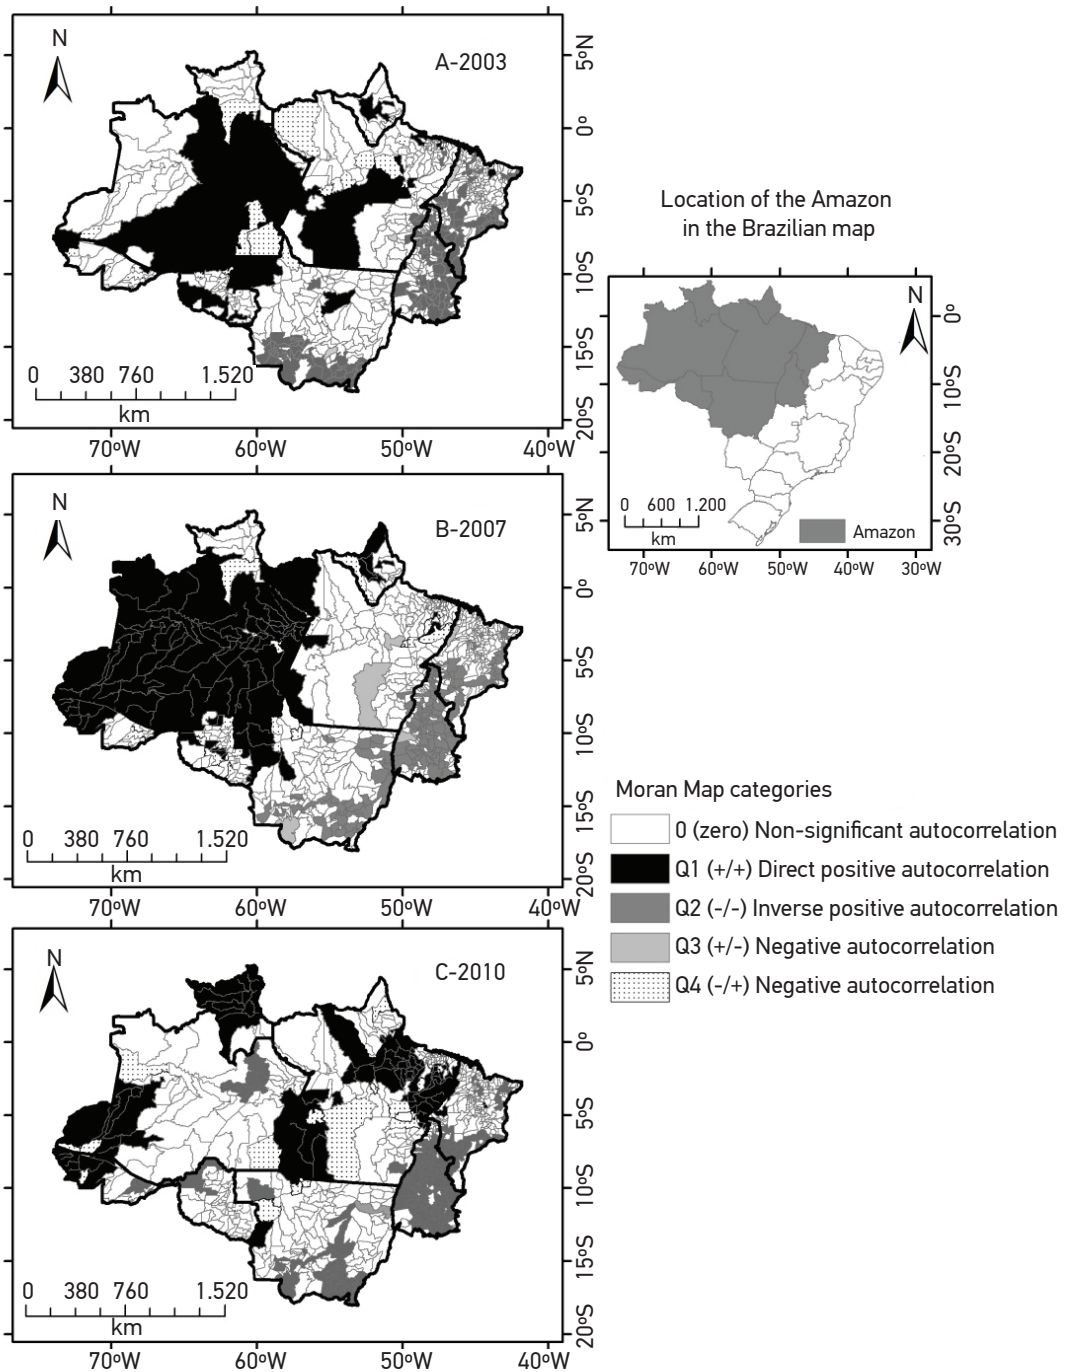 N
A-2003
5ºN
0º
5ºS
10ºS
15ºS
20ºS
0 380 760 1.520
km
70ºW 60ºW 50ºW 40ºW
N
B-2007
5ºN
0º
5ºS
10ºS
15ºS
20ºS
0 380 760 1.520
km
70ºW 60ºW 50ºW 40ºW
N
C-2010
5ºN
0º
5ºS
10ºS
15ºS
20ºS
0 380 760 1.520
km
70ºW 60ºW 50ºW 40ºW
Location of the Amazon
in the Brazilian map
N
0º
10ºS
20ºS
30ºS
0 600 1.200
km
Amazon
70ºW 60ºW 50ºW 40ºW 30ºW
Moran Map categories
0 (zero) Non-significant autocorrelation
Q1 (+/+) Direct positive autocorrelation
Q2 (-/-) Inverse positive autocorrelation
Q3 (+/-) Negative autocorrelation
Q4 (-/+) Negative autocorrelation